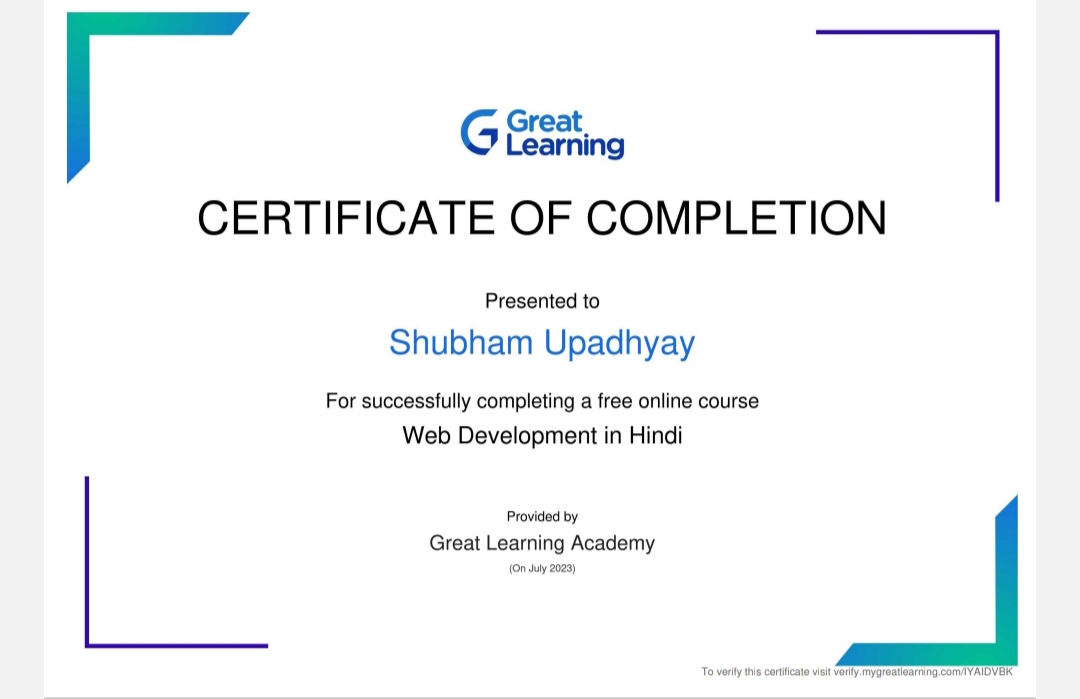 Great
Learning
CERTIFICATE OF COMPLETION
Presented to
Shubham Upadhyay
For successfully completing a free online course
Web Development in Hindi
Provided by
Great Learning Academy
(On July 2023)
To verify this certificate visit verify.mygreatlearning.com/IYAIDVBK